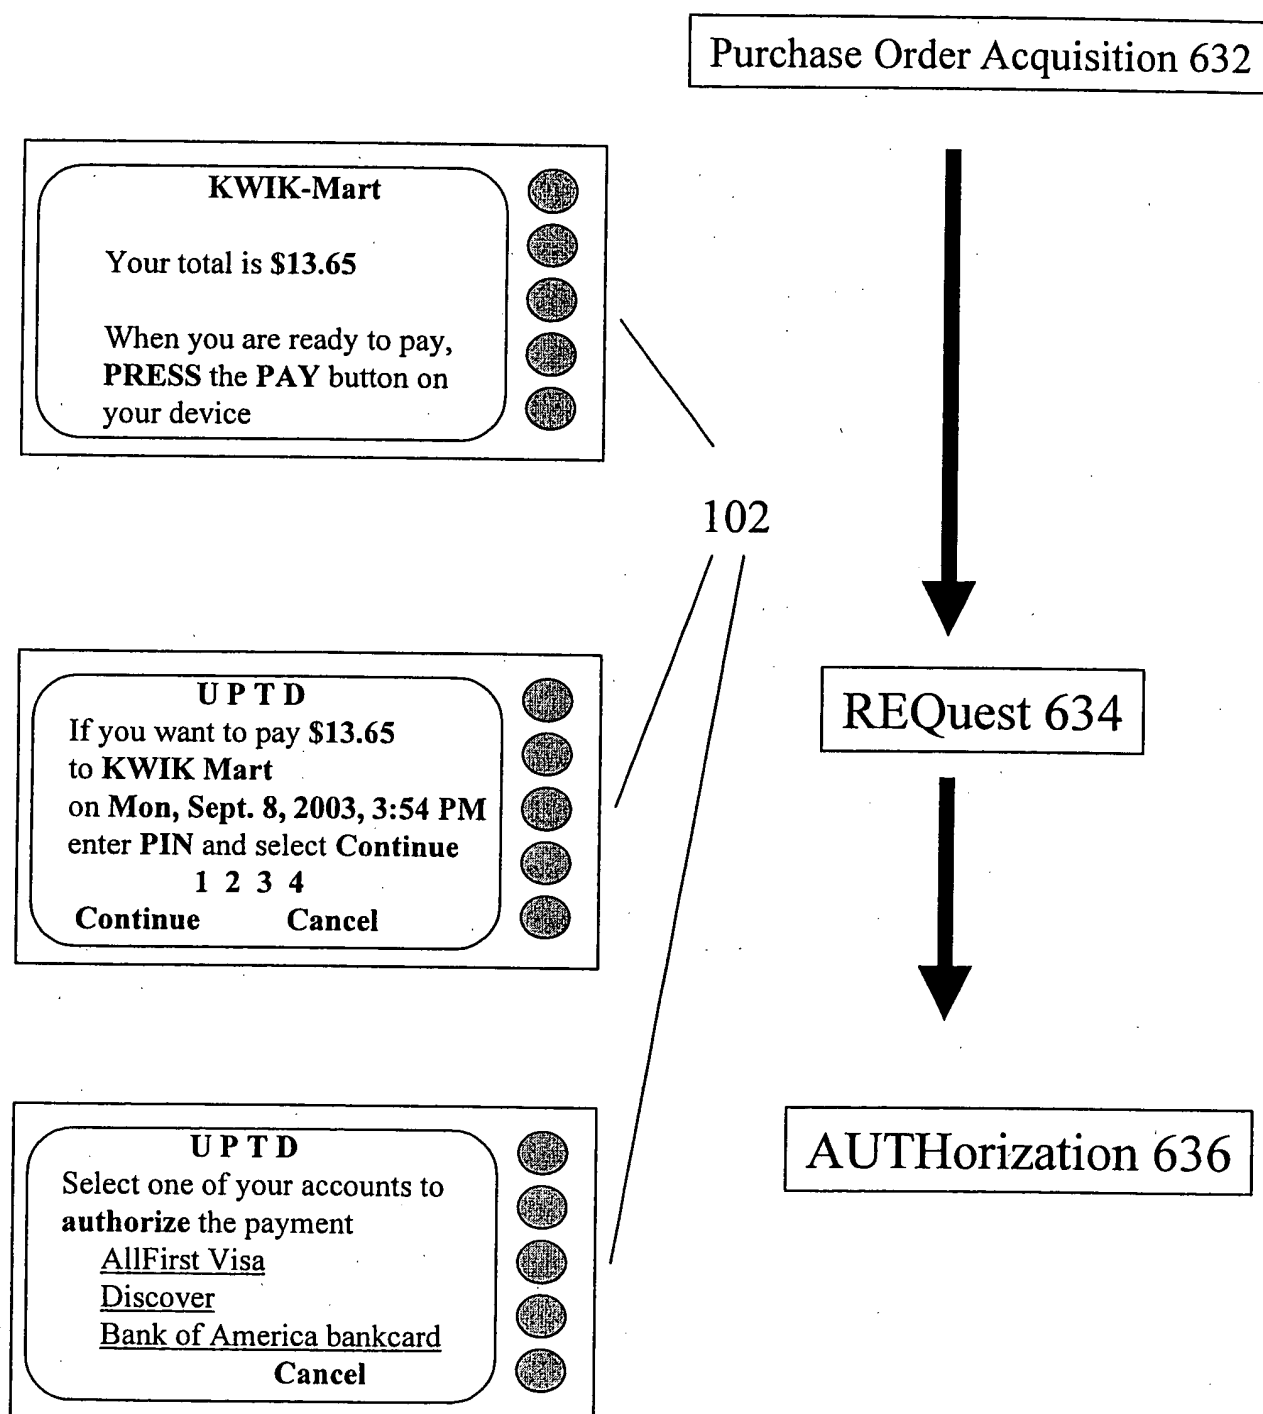 Purchase Order Acquisition 632
KWIK-Mart
Your total is $13.65
When you are ready to pay,
PRESS the PAY button on
your device
102
UPTD
If you want to pay $13.65
to KWIK Mart
on Mon, Sept. 8, 2003, 3:54 PM
enter PIN and select Continue
1 2 3 4
Continue Cancel
REQuest 634
UPTD
Select one of your accounts to
authorize the payment
AllFirst Visa
Discover
Bank of America bankcard
Cancel
AUTHorization 636